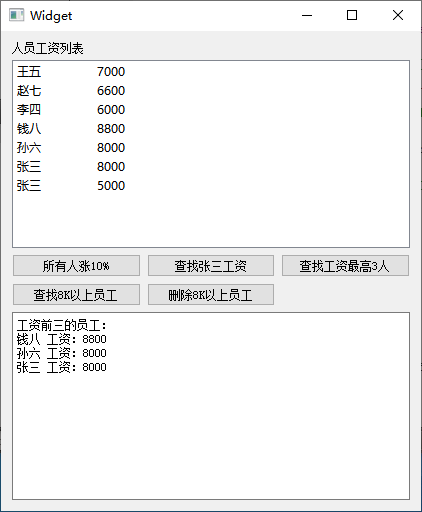 Widget
人员工资列表
王五 7000
赵七 6600
李四 6000
钱八 8800
孙六 8000
张三 8000
张三 5000
所有人涨10% 查找张三工资 查找工资最高3人
查找8K以上员工 删除8K以上员工
工资前三的员工：
钱八 工资：8800
孙六 工资：8000
张三 工资：8000